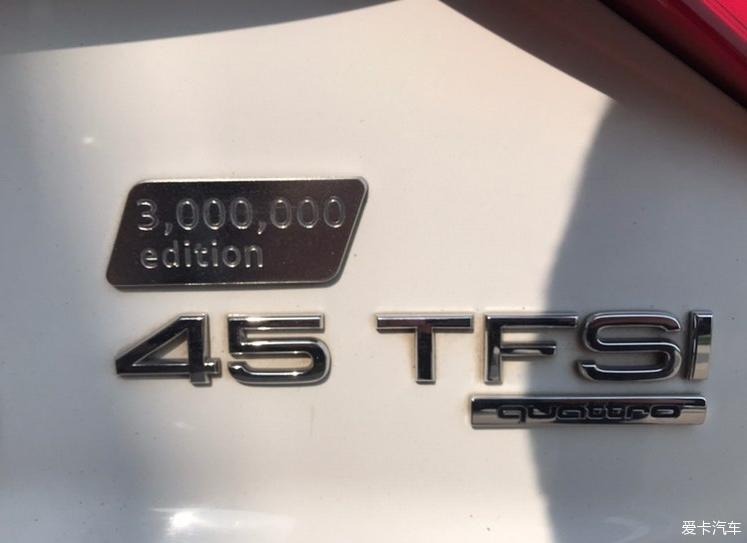 3,000,000
edition
45 TFSI
quattro
爱卡汽车